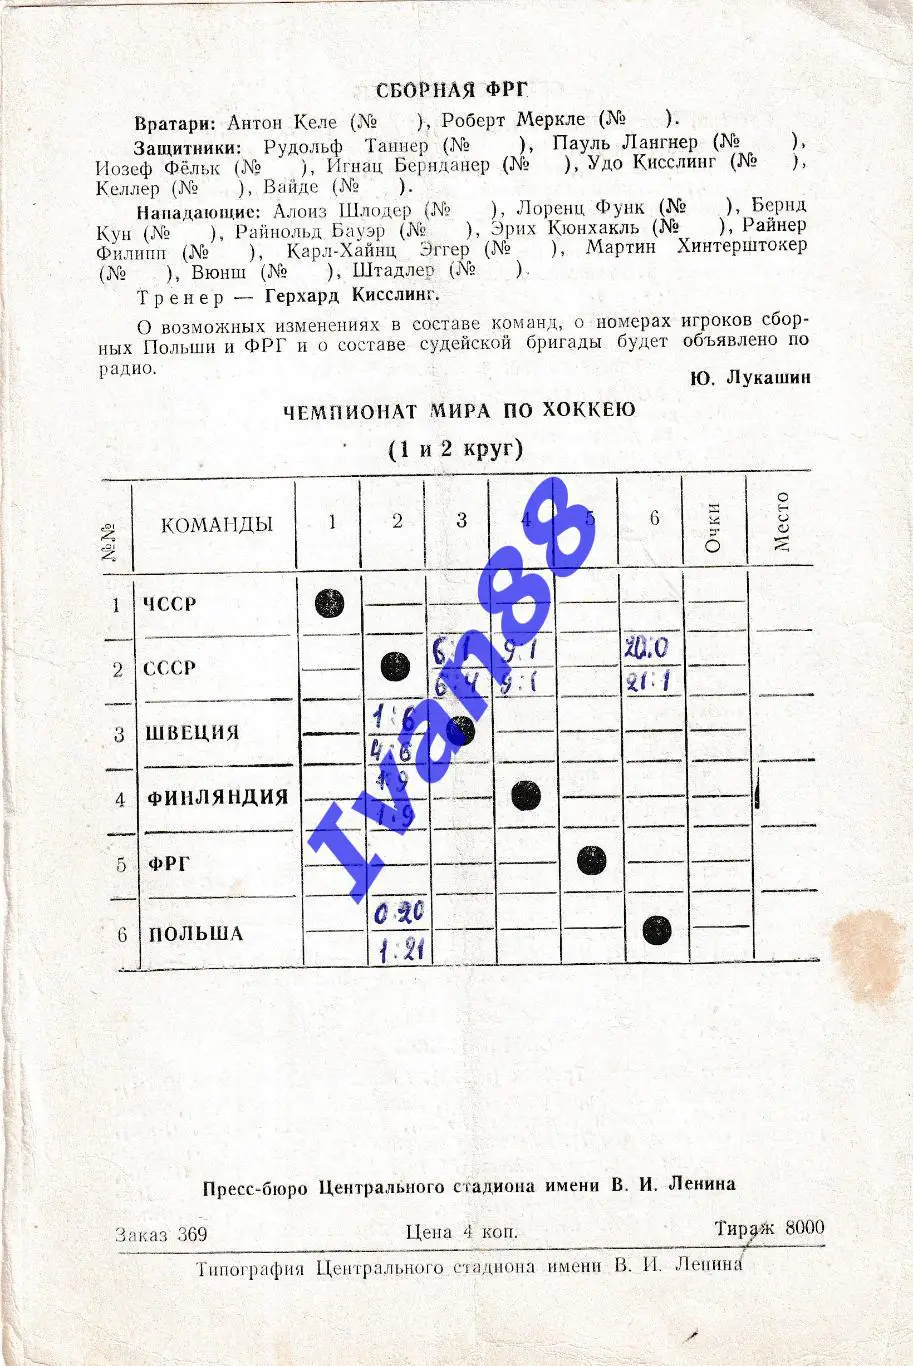 СБОРНАЯ ФРГ
Вратари: Антон Келе (№ ), Роберт Меркле (№ ).
Защитники: Рудольф Таннер (№ ), Пауль Лангнер (№ ),
Иозеф Фёльк (№ ), Игнац Бернданер (№ ), Удо Кисслинг (№ ),
Келлер (№ ), Вайде (№ ).
Нападающие: Алоиз Шлодер (№ ), Лоренц Функ (№ ), Бернд
Кун (№ ), Райнольд Бауэр (№ ), Эрих Кюнхакль (№ ), Райнер
Филипп (№ ), Карл-Хайнц Эггер (№ ), Мартин Хинтерштокер
(№ ), Вюнш (№ ), Штадлер (№ ).
Тренер — Герхард Кисслинг.
О возможных изменениях в составе команд, о номерах игроков сбор-
ных Польши и ФРГ и о составе судейской бригады будет объявлено по
радио.
Ю. Лукашин
ЧЕМПИОНАТ МИРА ПО ХОККЕЮ
(1 и 2 круг)
№№ КОМАНДЫ 1 2 3 4 5 6 Очки Место
1 ЧССР
6:1 9:1 20:0
2 СССР
6:4 9:1 21:1
1:6
3 ШВЕЦИЯ
4:6
1:9
4 ФИНЛЯНДИЯ
1:9
5 ФРГ
0:20
6 ПОЛЬША
1:21
Ivan88
Пресс-бюро Центрального стадиона имени В. И. Ленина
Заказ 369 Цена 4 коп. Тираж 8000
Типография Центрального стадиона имени В. И. Ленина